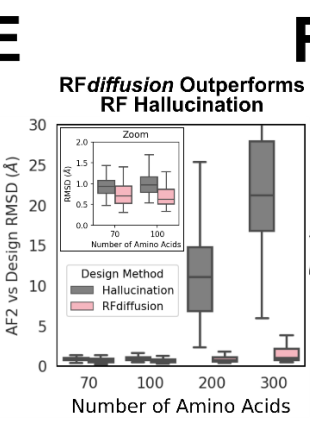 E
RFdiffusion Outperforms
RF Hallucination
AF2 vs Design RMSD (Å)
30
25
20
15
10
5
0
Zoom
RMSD (Å)
2.0
1.5
1.0
0.5
0.0
70 100
Number of Amino Acids
Design Method
Hallucination
RFdiffusion
70 100 200 300
Number of Amino Acids